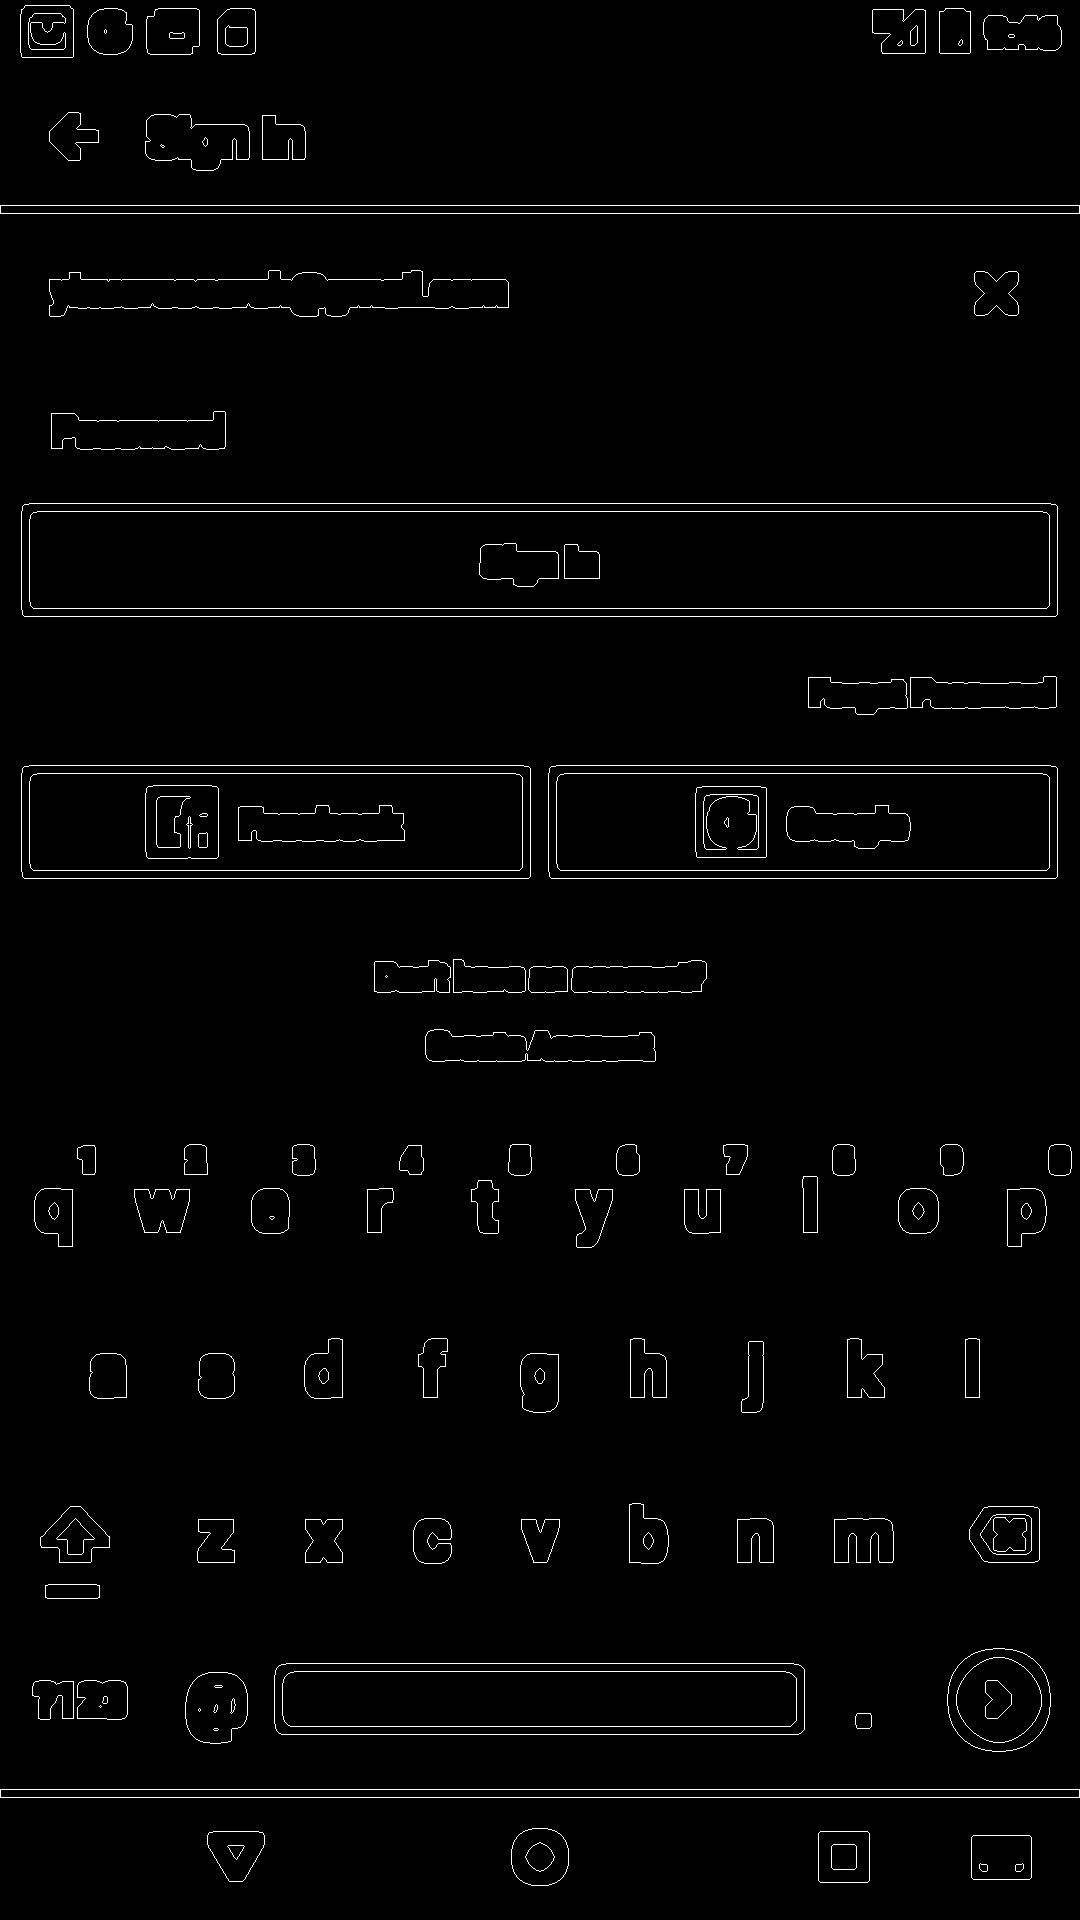 Sign in
Password
Sign in
Forgot Password
Facebook
Google
Don't have an account?
Create Account
1 2 3 4 5 6 7 8 9 0
q w e r t y u i o p
a s d f g h j k l
z x c v b n m
?123 @ .